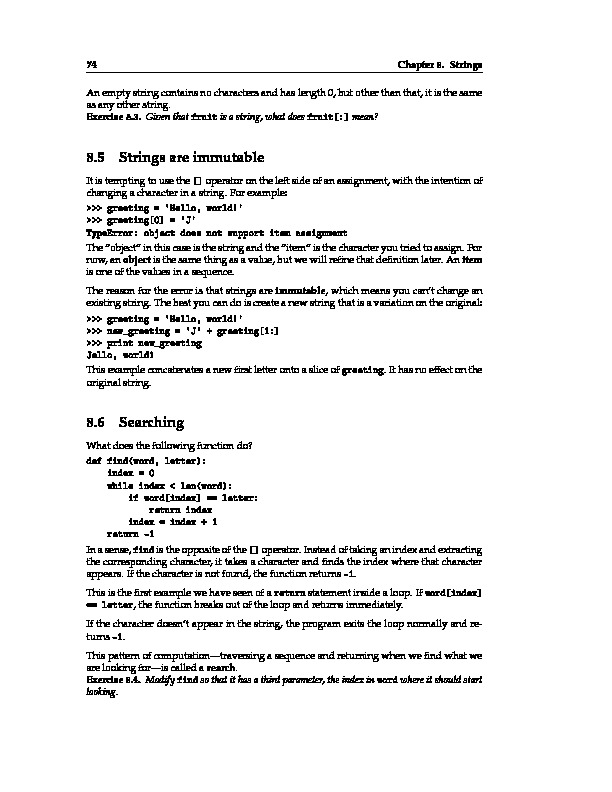 74 Chapter 8. Strings
An empty string contains no characters and has length 0, but other than that, it is the same
as any other string.
Exercise 8.3. Given that fruit is a string, what does fruit[:] mean?
8.5 Strings are immutable
It is tempting to use the [] operator on the left side of an assignment, with the intention of
changing a character in a string. For example:
>>> greeting = 'Hello, world!'
>>> greeting[0] = 'J'
TypeError: object does not support item assignment
The "object" in this case is the string and the "item" is the character you tried to assign. For
now, an object is the same thing as a value, but we will refine that definition later. An item
is one of the values in a sequence.
The reason for the error is that strings are immutable, which means you can't change an
existing string. The best you can do is create a new string that is a variation on the original:
>>> greeting = 'Hello, world!'
>>> new_greeting = 'J' + greeting[1:]
>>> print new_greeting
Jello, world!
This example concatenates a new first letter onto a slice of greeting. It has no effect on the
original string.
8.6 Searching
What does the following function do?
def find(word, letter):
    index = 0
    while index < len(word):
        if word[index] == letter:
            return index
        index = index + 1
    return -1
In a sense, find is the opposite of the [] operator. Instead of taking an index and extracting
the corresponding character, it takes a character and finds the index where that character
appears. If the character is not found, the function returns -1.
This is the first example we have seen of a return statement inside a loop. If word[index]
== letter, the function breaks out of the loop and returns immediately.
If the character doesn't appear in the string, the program exits the loop normally and re-
turns -1.
This pattern of computation—traversing a sequence and returning when we find what we
are looking for—is called a search.
Exercise 8.4. Modify find so that it has a third parameter, the index in word where it should start
looking.